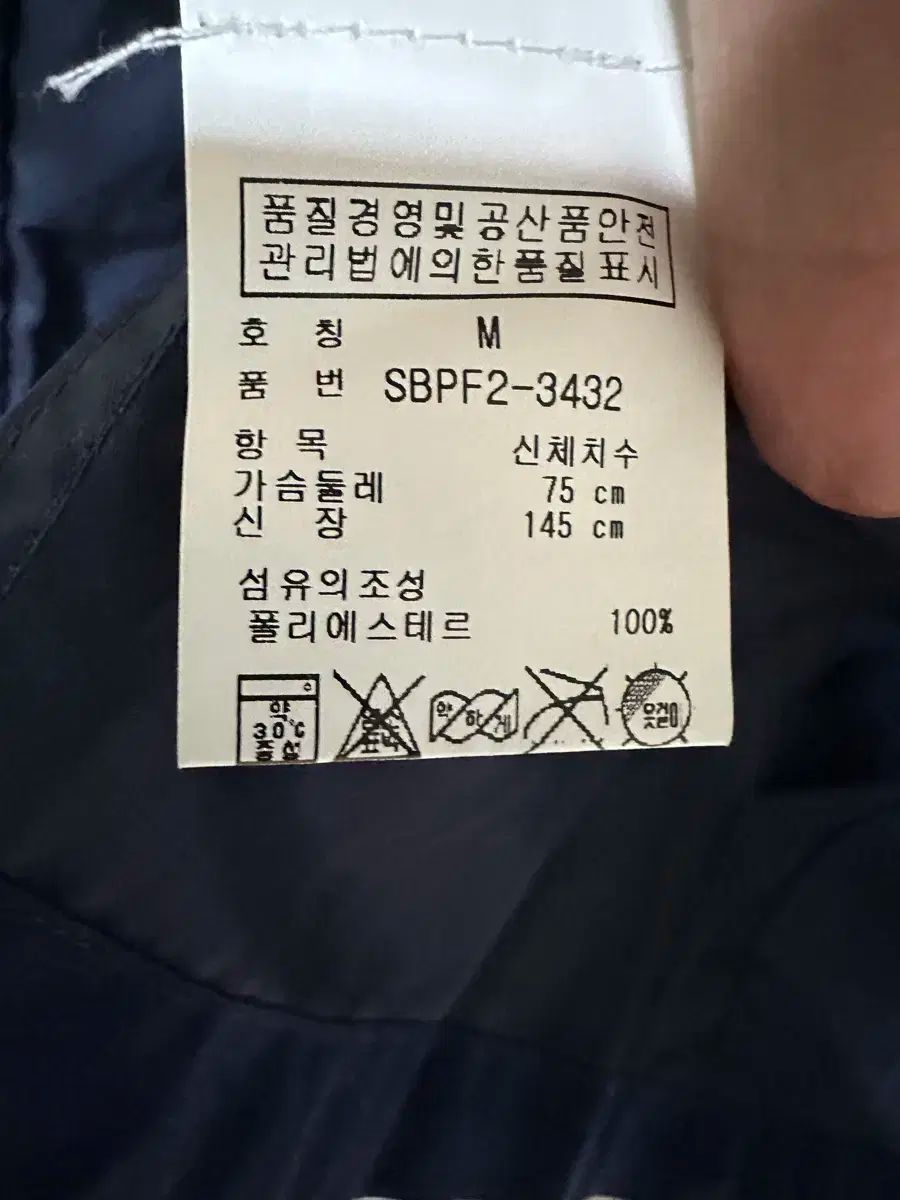 품질경영및공산품안전
관리법에의한품질표시
호 칭 M
품 번 SBPF2-3432
항 목 신체치수
가슴둘레 75 cm
신 장 145 cm
섬유의조성
폴리에스테르 100%
약 30℃ 중성
약하게
옷걸이